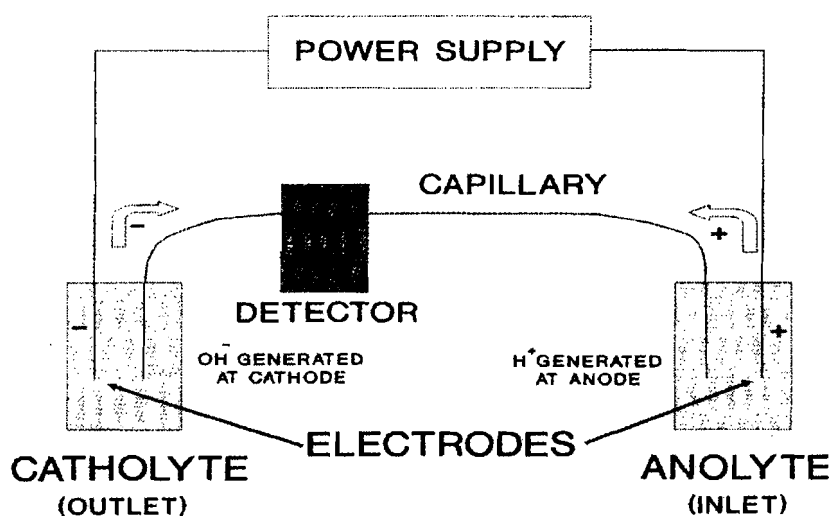 POWER SUPPLY
CAPILLARY
−
+
DETECTOR
−
+
OH⁻ GENERATED
AT CATHODE
H⁺ GENERATED
AT ANODE
ELECTRODES
CATHOLYTE
(OUTLET)
ANOLYTE
(INLET)